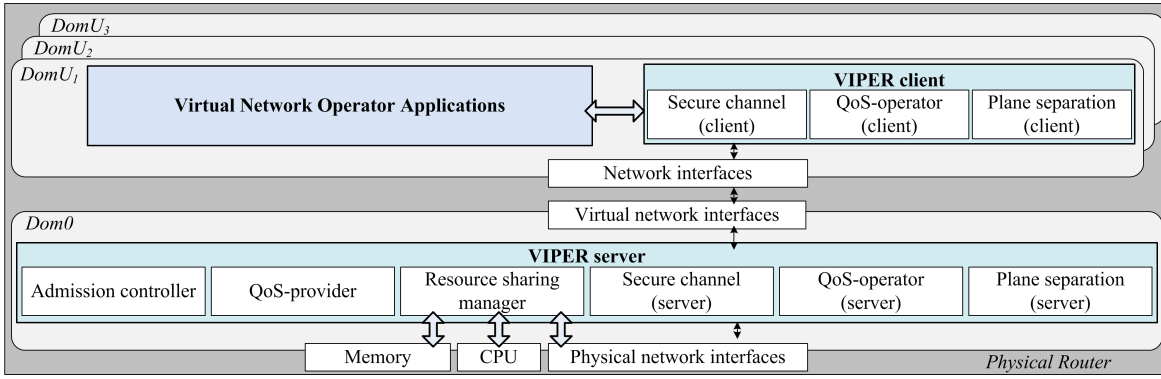 DomU3
DomU2
DomU1
Virtual Network Operator Applications
VIPER client
Secure channel
(client)
QoS-operator
(client)
Plane separation
(client)
Network interfaces
Virtual network interfaces
Dom0
VIPER server
Admission controller
QoS-provider
Resource sharing
manager
Secure channel
(server)
QoS-operator
(server)
Plane separation
(server)
Memory
CPU
Physical network interfaces
Physical Router